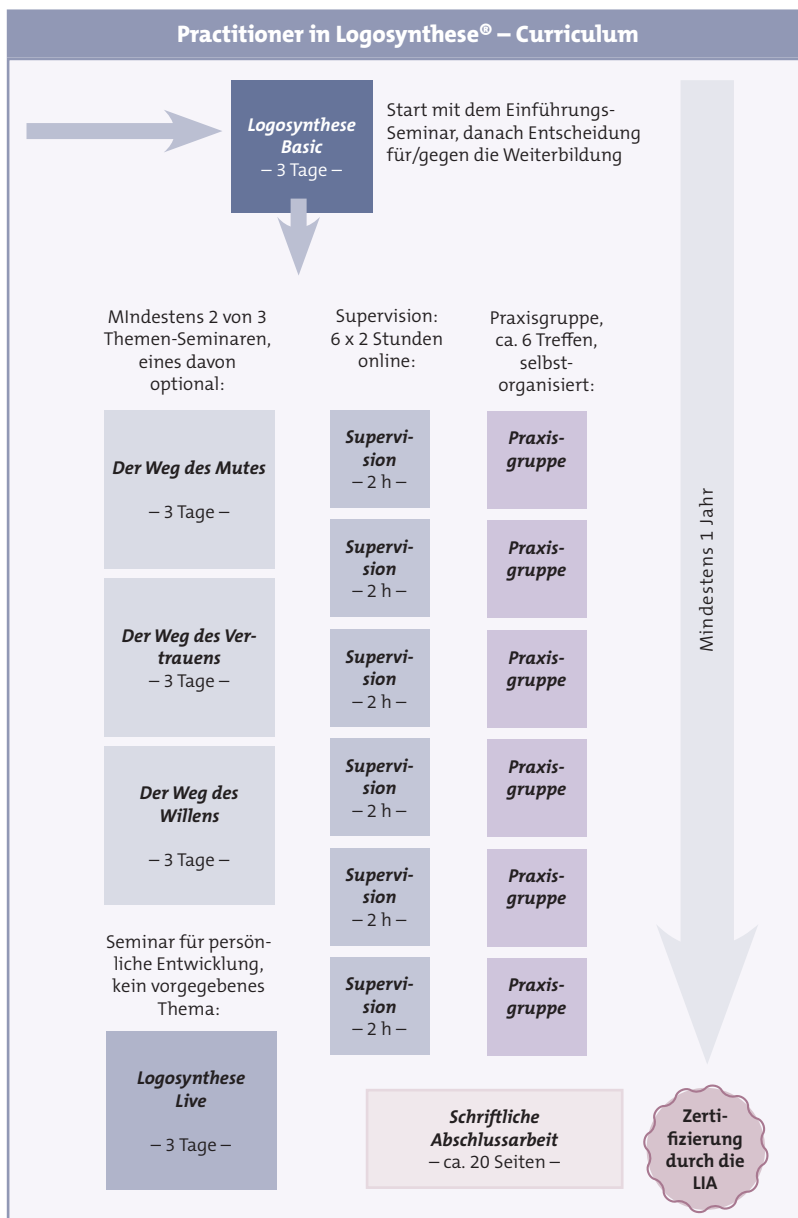 Practitioner in Logosynthese® – Curriculum
Logosynthese
Basic
– 3 Tage –
Start mit dem Einführungs-
Seminar, danach Entscheidung
für/gegen die Weiterbildung
MIndestens 2 von 3
Themen-Seminaren,
eines davon
optional:
Der Weg des Mutes
– 3 Tage –
Der Weg des Ver-
trauens
– 3 Tage –
Der Weg des
Willens
– 3 Tage –
Seminar für persön-
liche Entwicklung,
kein vorgegebenes
Thema:
Logosynthese
Live
– 3 Tage –
Supervision:
6 x 2 Stunden
online:
Supervi-
sion
– 2 h –
Supervi-
sion
– 2 h –
Supervi-
sion
– 2 h –
Supervi-
sion
– 2 h –
Supervi-
sion
– 2 h –
Supervi-
sion
– 2 h –
Praxisgruppe,
ca. 6 Treffen,
selbst-
organisiert:
Praxis-
gruppe
Praxis-
gruppe
Praxis-
gruppe
Praxis-
gruppe
Praxis-
gruppe
Praxis-
gruppe
Mindestens 1 Jahr
Schriftliche
Abschlussarbeit
– ca. 20 Seiten –
Zerti-
fizierung
durch die
LIA